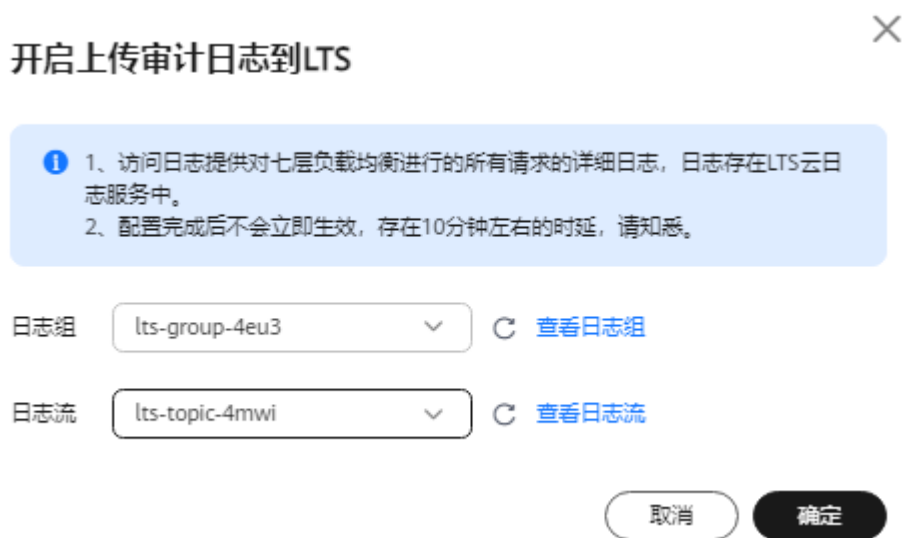 开启上传审计日志到LTS
1、访问日志提供对七层负载均衡进行的所有请求的详细日志，日志存在LTS云日
志服务中。
2、配置完成后不会立即生效，存在10分钟左右的时延，请知悉。
日志组 lts-group-4eu3 查看日志组
日志流 lts-topic-4mwi 查看日志流
取消 确定